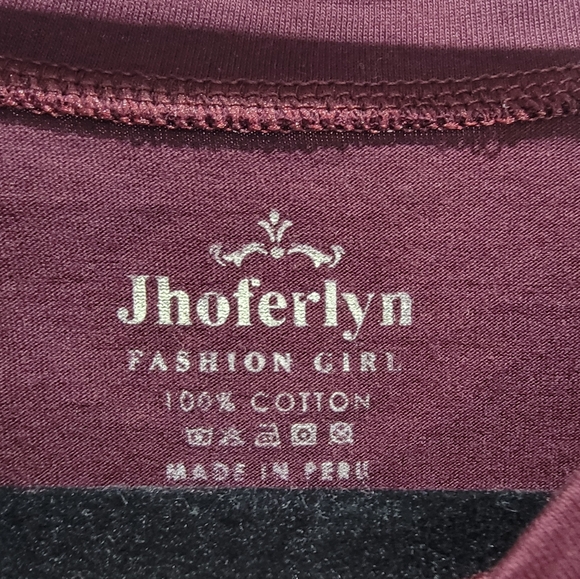 Jhoferlyn
FASHION GIRL
100% COTTON
MADE IN PERU